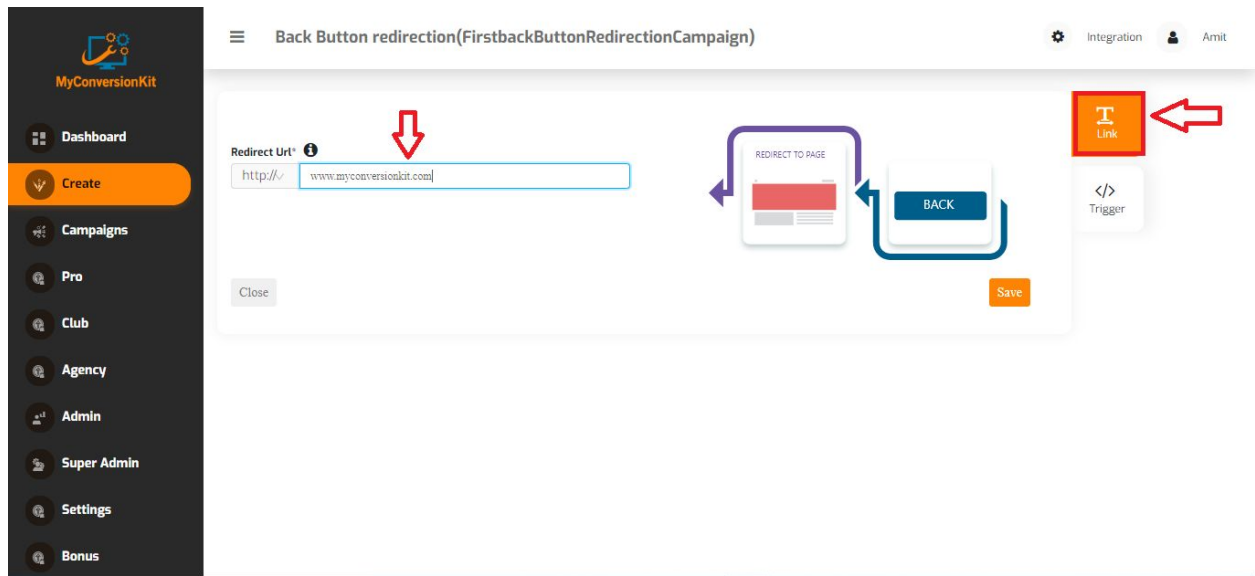 MyConversionKit
Dashboard
Create
Campaigns
Pro
Club
Agency
Admin
Super Admin
Settings
Bonus
Back Button redirection(FirstbackButtonRedirectionCampaign)
Integration
Amit
Redirect Url*
http://
www.myconversionkit.com
REDIRECT TO PAGE
BACK
Close
Save
Link
</>
Trigger